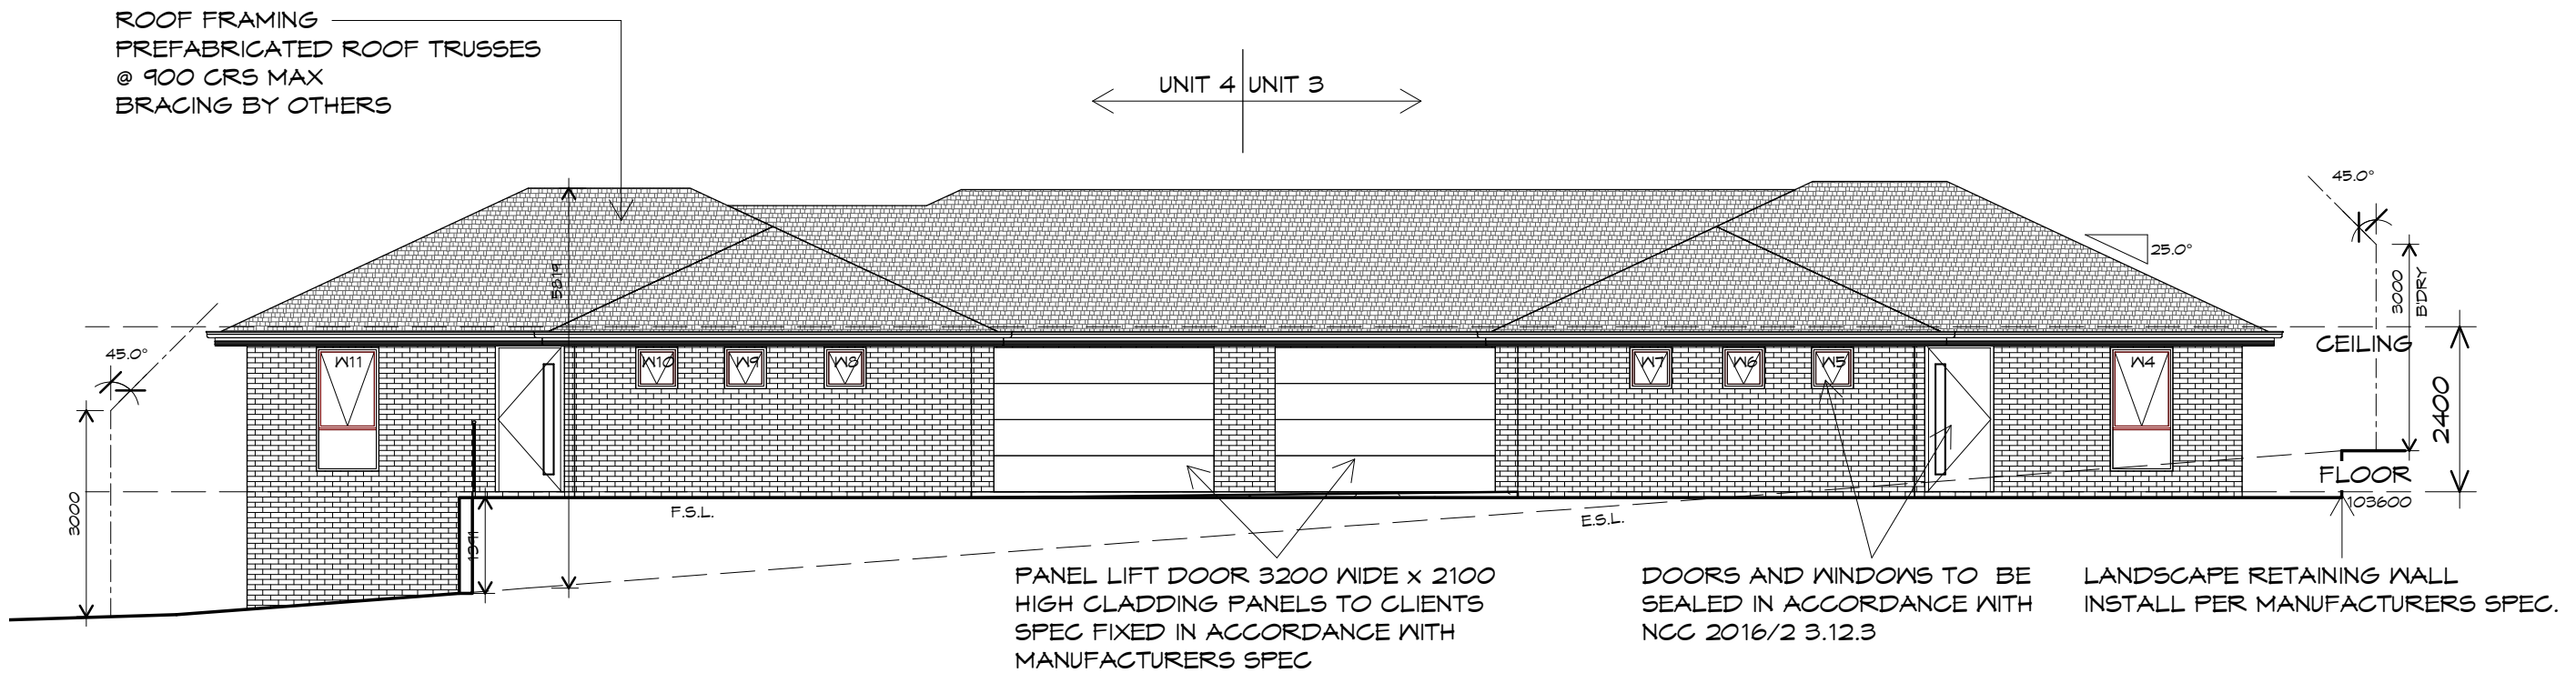 ROOF FRAMING
PREFABRICATED ROOF TRUSSES
@ 900 CRS MAX
BRACING BY OTHERS
UNIT 4 UNIT 3
45.0°
25.0°
3000
B'DRY
5819
45.0°
CEILING
W11
W10
W9
W8
W7
W6
W5
W4
2400
3000
FLOOR
103600
F.S.L.
E.S.L.
1391
PANEL LIFT DOOR 3200 WIDE x 2100
HIGH CLADDING PANELS TO CLIENTS
SPEC FIXED IN ACCORDANCE WITH
MANUFACTURERS SPEC
DOORS AND WINDOWS TO BE
SEALED IN ACCORDANCE WITH
NCC 2016/2 3.12.3
LANDSCAPE RETAINING WALL
INSTALL PER MANUFACTURERS SPEC.